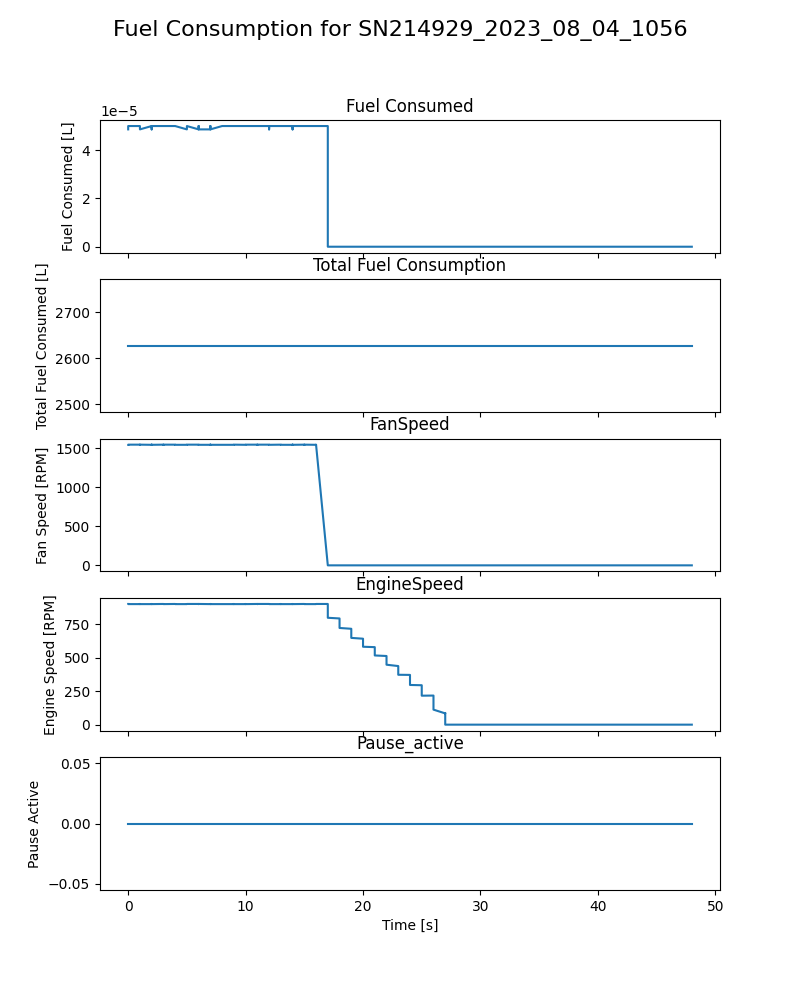 Fuel Consumption for SN214929_2023_08_04_1056
Fuel Consumed
1e−5
Fuel Consumed [L]
4
2
0
Total Fuel Consumption
Total Fuel Consumed [L]
2700
2600
2500
FanSpeed
Fan Speed [RPM]
1500
1000
500
0
EngineSpeed
Engine Speed [RPM]
750
500
250
0
Pause_active
Pause Active
0.05
0.00
−0.05
0 10 20 30 40 50
Time [s]